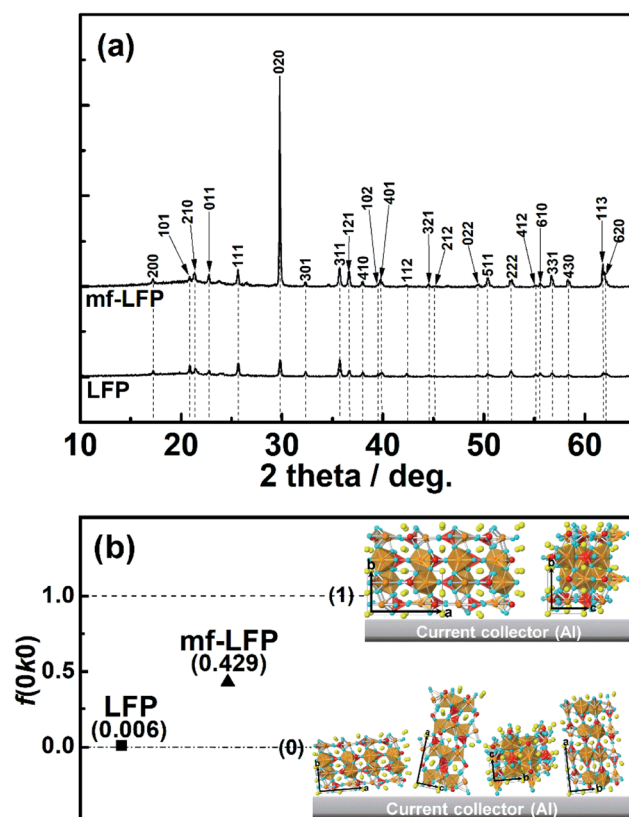 (a)
020
200
101
210
011
111
301
311
121
410
102
401
112
321
212
022
511
222
412
610
331
430
113
620
mf-LFP
LFP
10 20 30 40 50 60
2 theta / deg.
(b)
f(0k0)
1.0
0.5
0.0
(1)
(0)
mf-LFP
(0.429)
LFP
(0.006)
b
a
b
c
Current collector (Al)
b
a
a
c
c
b
a
b
Current collector (Al)